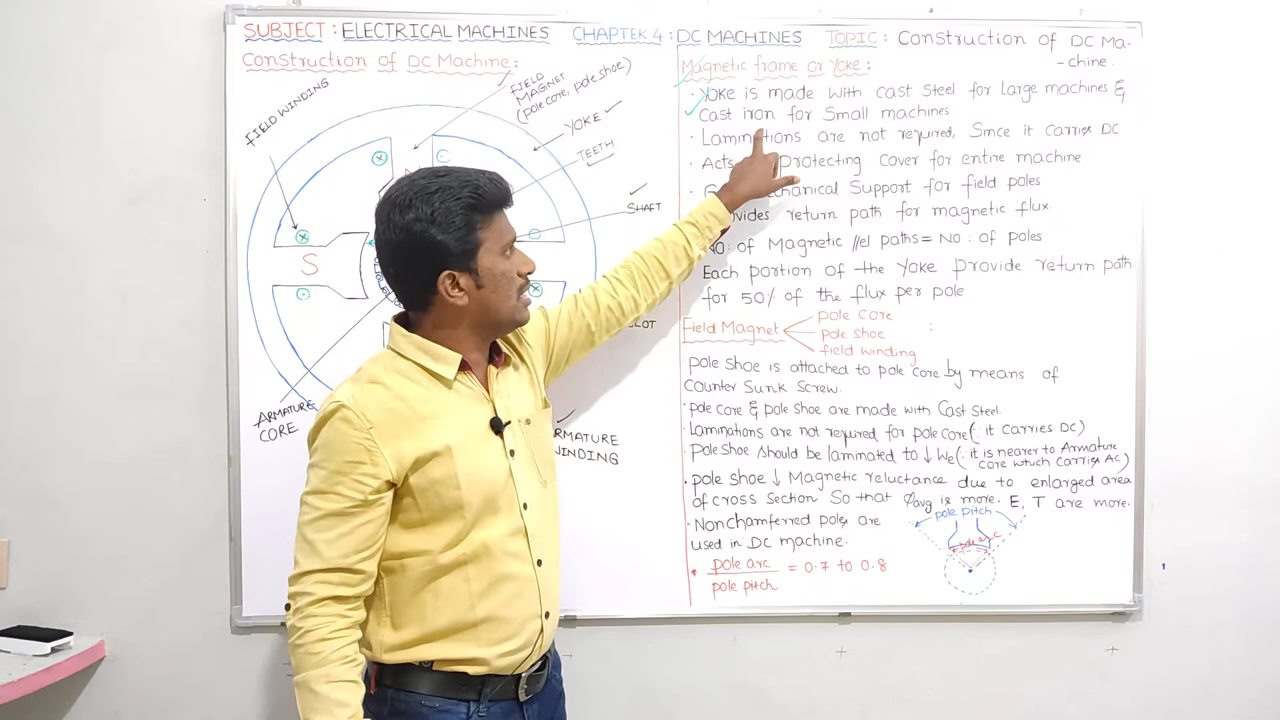 SUBJECT : ELECTRICAL MACHINES CHAPTER 4 : DC MACHINES TOPIC : Construction of DC Ma-
-chine.
Construction of DC Machine:
FIELD WINDING
FIELD
MAGNET
(pole core, pole shoe)
YOKE
TEETH
SHAFT
S
LOT
ARMATURE
CORE
RMATURE
INDING
Magnetic frame or Yoke:
· Yoke is made with cast Steel for large machines &
Cast iron for Small machines
· Laminations are not required, Since it carries DC
· Acts Protecting cover for entire machine
mechanical Support for field poles
vides return path for magnetic flux
No: of Magnetic //el paths = No: of poles
Each portion of the Yoke Provide return path
for 50% of the flux per pole
Field Magnet
pole core
pole shoe
field winding
· pole shoe is attached to pole core by means of
Counter Sunk Screw.
· pole core & pole shoe are made with Cast Steel.
· Laminations are not required for pole core (∵ it carries DC)
· Pole shoe should be laminated to ↓ We (∵ it is nearer to Armature
core which carries AC)
· pole shoe ↓ Magnetic reluctance due to enlarged area
of cross section So that φavg is more. E, T are more.
· Nonchamferred poles are
used in DC machine.
· pole arc / pole pitch = 0.7 to 0.8
pole pitch
pole arc